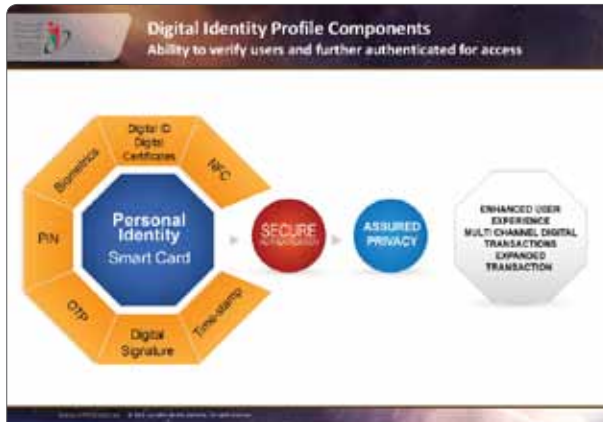 Digital Identity Profile Components
Ability to verify users and further authenticated for access
Digital ID
Digital
Certificates
NFC
Biometrics
PIN
OTP
Digital
Signature
Time-stamp
Personal
Identity
Smart Card
SECURE
AUTHENTICATION
ASSURED
PRIVACY
ENHANCED USER
EXPERIENCE
MULTI CHANNEL DIGITAL
TRANSACTIONS
EXPANDED
TRANSACTION